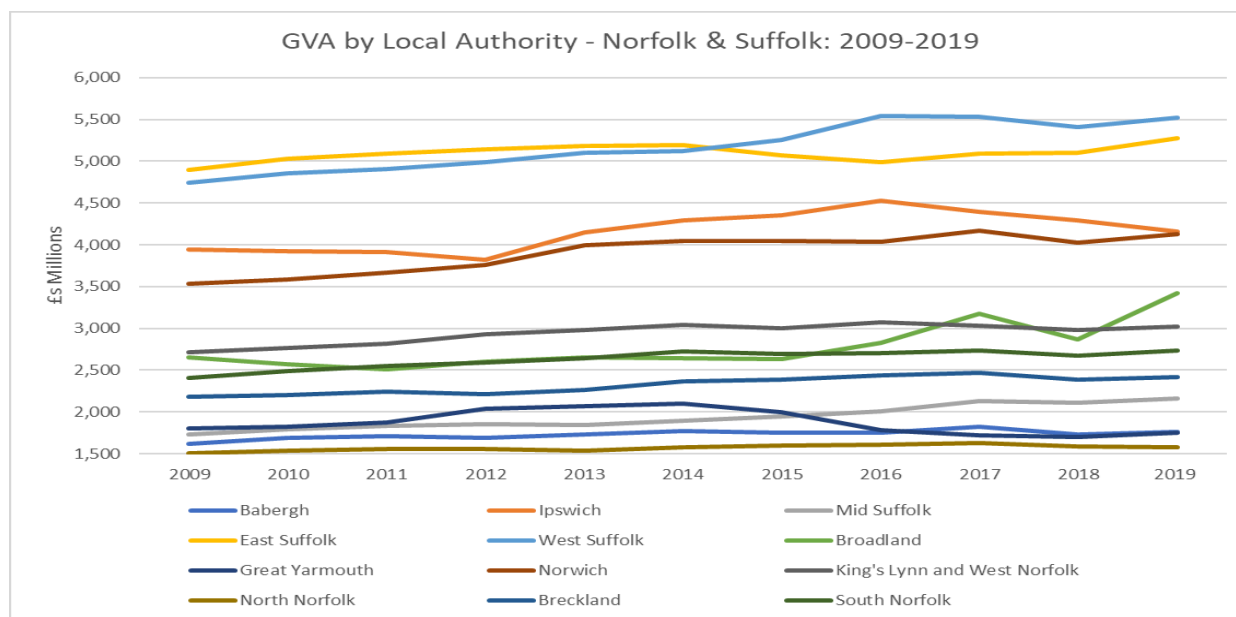 GVA by Local Authority - Norfolk & Suffolk: 2009-2019
6,000
5,500
5,000
4,500
4,000
3,500
3,000
2,500
2,000
1,500
£s Millions
2009 2010 2011 2012 2013 2014 2015 2016 2017 2018 2019
Babergh Ipswich Mid Suffolk
East Suffolk West Suffolk Broadland
Great Yarmouth Norwich King's Lynn and West Norfolk
North Norfolk Breckland South Norfolk